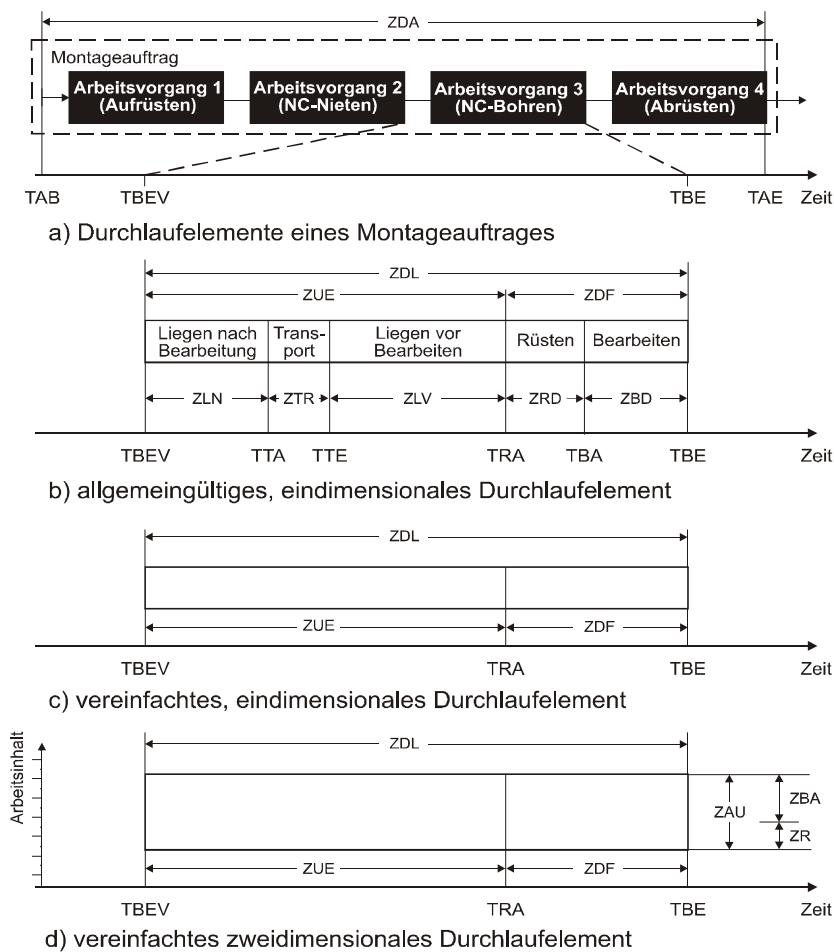 ZDA
Montageauftrag
Arbeitsvorgang 1 Arbeitsvorgang 2 Arbeitsvorgang 3 Arbeitsvorgang 4
(Aufrüsten) (NC-Nieten) (NC-Bohren) (Abrüsten)
TAB TBEV TBE TAE Zeit
a) Durchlaufelemente eines Montageauftrages
ZDL
ZUE ZDF
Liegen nach Trans- Liegen vor Rüsten Bearbeiten
Bearbeitung port Bearbeiten
ZLN ZTR ZLV ZRD ZBD
TBEV TTA TTE TRA TBA TBE Zeit
b) allgemeingültiges, eindimensionales Durchlaufelement
ZDL
ZUE ZDF
TBEV TRA TBE Zeit
c) vereinfachtes, eindimensionales Durchlaufelement
Arbeitsinhalt
ZDL
ZAU ZBA
ZR
ZUE ZDF
TBEV TRA TBE Zeit
d) vereinfachtes zweidimensionales Durchlaufelement